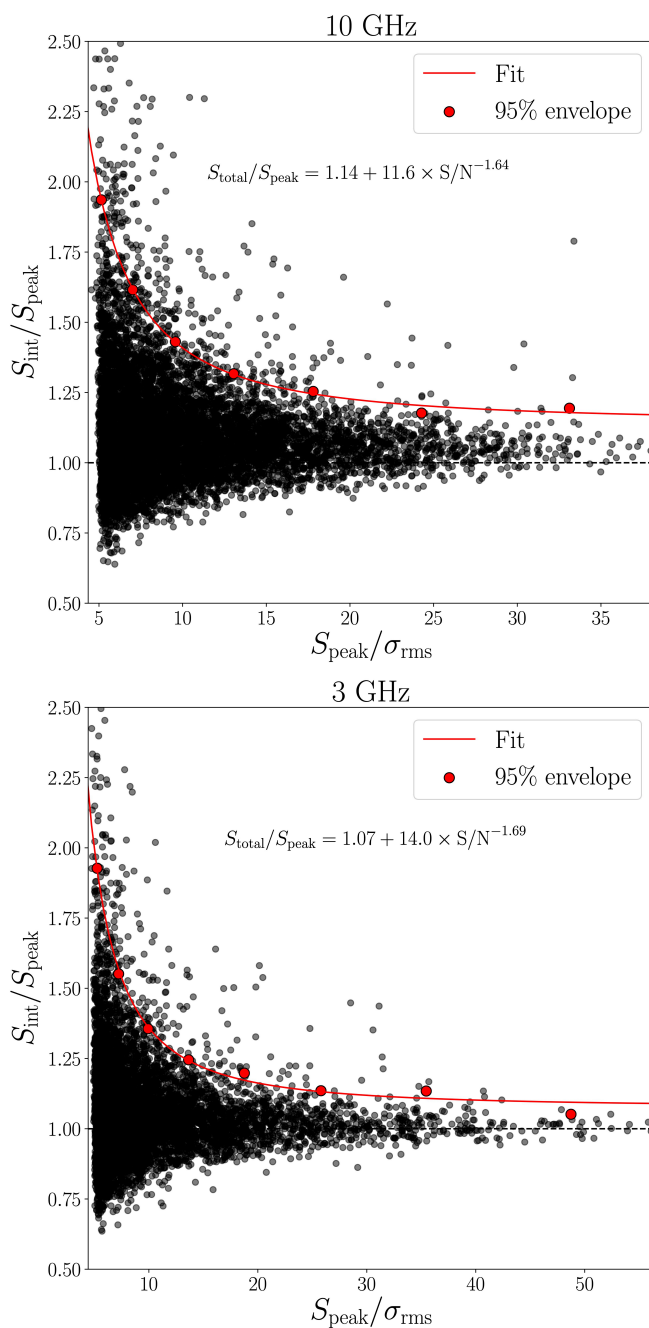 10 GHz
2.50
2.25
2.00
1.75
1.50
1.25
1.00
0.75
0.50
S_int/S_peak
Fit
95% envelope
S_total/S_peak = 1.14 + 11.6 × S/N^−1.64
5 10 15 20 25 30 35
S_peak/σ_rms
3 GHz
2.50
2.25
2.00
1.75
1.50
1.25
1.00
0.75
0.50
S_int/S_peak
Fit
95% envelope
S_total/S_peak = 1.07 + 14.0 × S/N^−1.69
10 20 30 40 50
S_peak/σ_rms